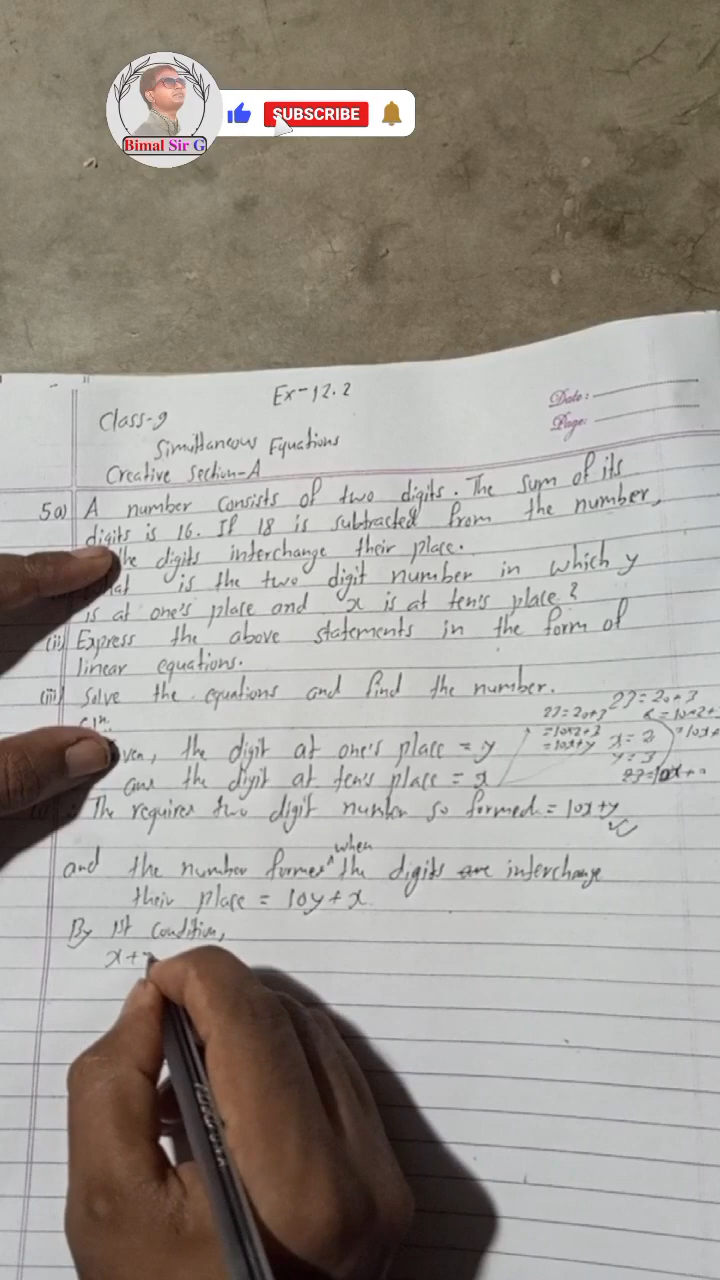 Bimal Sir G
SUBSCRIBE
Ex-12.2
Date:
Page:
Class-9
Simultaneous Equations
Creative Section-A
5a) A number consists of two digits. The sum of its
digits is 16. If 18 is subtracted from the number,
the digits interchange their place.
is the two digit number in which y
is at one's place and x is at ten's place?
(ii) Express the above statements in the form of
linear equations.
(iii) Solve the equations and find the number.
23=20+3
=10×2+3
=10x+y
23=20+3
x=2
y=3
the digit at one's place = y
and the digit at ten's place = x
The required two digit number so formed = 10x+y
and the number formed when the digits are interchange
their place = 10y+x
By 1st condition,
x+